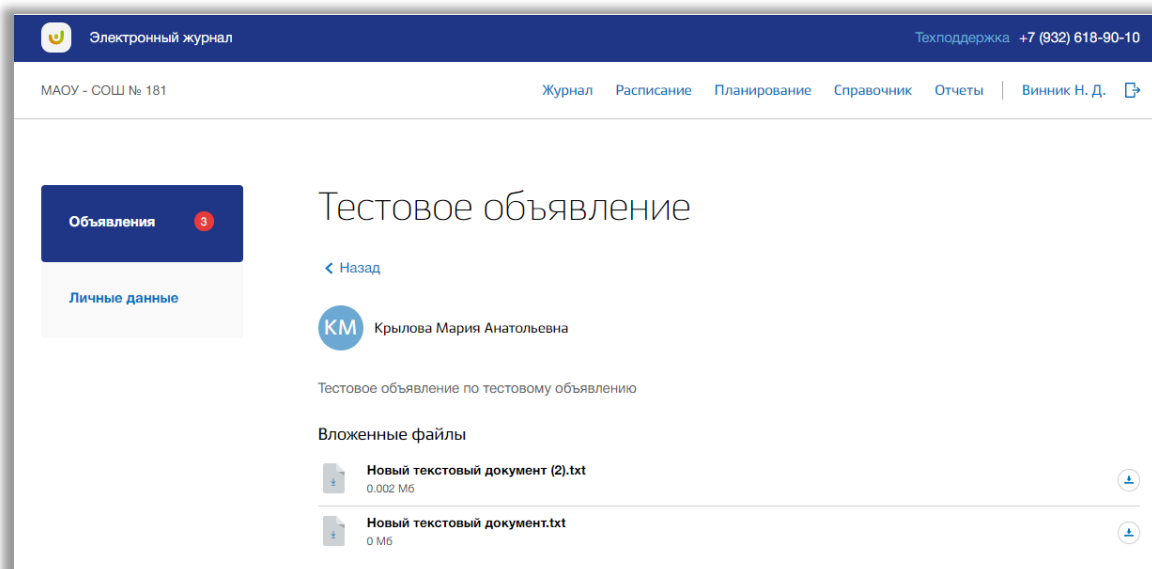 Электронный журнал
Техподдержка +7 (932) 618-90-10
МАОУ - СОШ № 181
Журнал Расписание Планирование Справочник Отчеты Винник Н. Д.
Объявления 3
Личные данные
Тестовое объявление
Назад
КМ Крылова Мария Анатольевна
Тестовое объявление по тестовому объявлению
Вложенные файлы
Новый текстовый документ (2).txt
0.002 Мб
Новый текстовый документ.txt
0 Мб